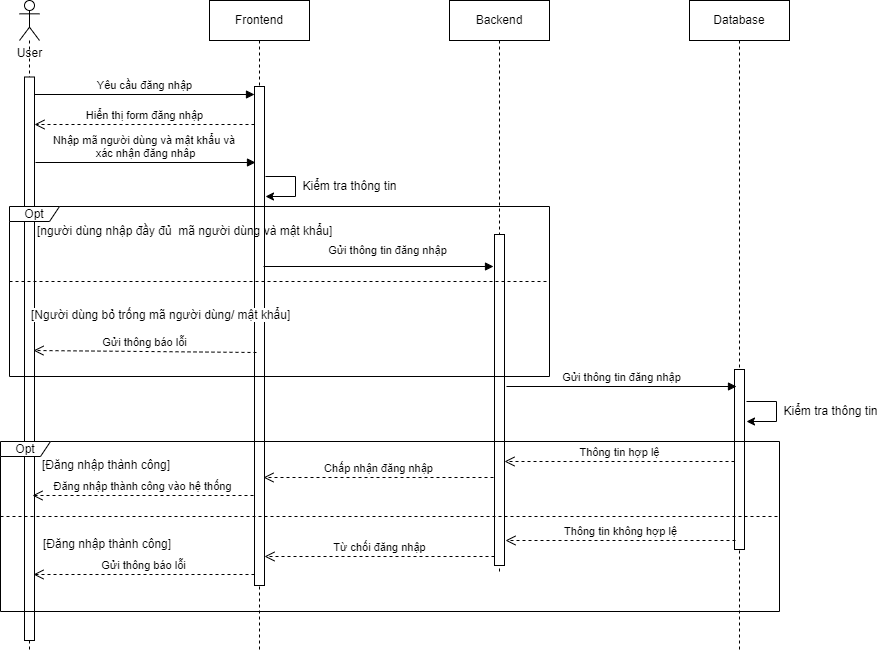 User
Frontend
Backend
Database
Yêu cầu đăng nhập
Hiển thị form đăng nhập
Nhập mã người dùng và mật khẩu và
xác nhận đăng nhập
Kiểm tra thông tin
Opt
[người dùng nhập đầy đủ mã người dùng và mật khẩu]
Gửi thông tin đăng nhập
[Người dùng bỏ trống mã người dùng/ mật khẩu]
Gửi thông báo lỗi
Gửi thông tin đăng nhập
Kiểm tra thông tin
Opt
Thông tin hợp lệ
[Đăng nhập thành công]
Chấp nhận đăng nhập
Đăng nhập thành công vào hệ thống
Thông tin không hợp lệ
[Đăng nhập thành công]
Từ chối đăng nhập
Gửi thông báo lỗi